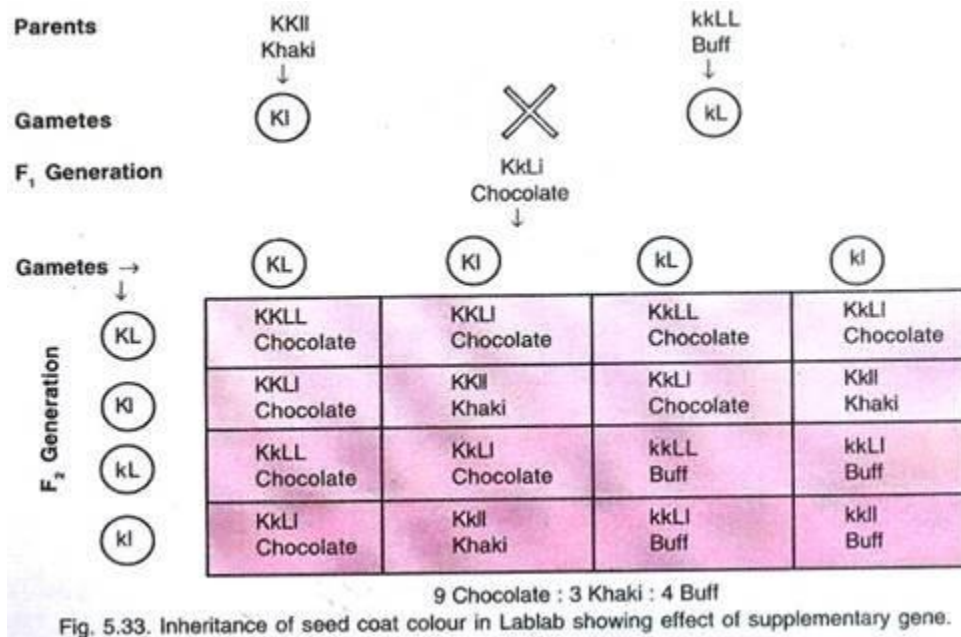 Parents KKll kkLL
Khaki Buff
↓ ↓
Gametes Kl kL
F₁ Generation KkLi
Chocolate
↓
Gametes → KL Kl kL kl
↓
F₂ Generation
KL KKLL KKLl KkLL KkLl
Chocolate Chocolate Chocolate Chocolate
Kl KKLl KKll KkLl Kkll
Chocolate Khaki Chocolate Khaki
kL KkLL KkLl kkLL kkLl
Chocolate Chocolate Buff Buff
kl KkLl Kkll kkLl kkll
Chocolate Khaki Buff Buff
9 Chocolate : 3 Khaki : 4 Buff
Fig. 5.33. Inheritance of seed coat colour in Lablab showing effect of supplementary gene.